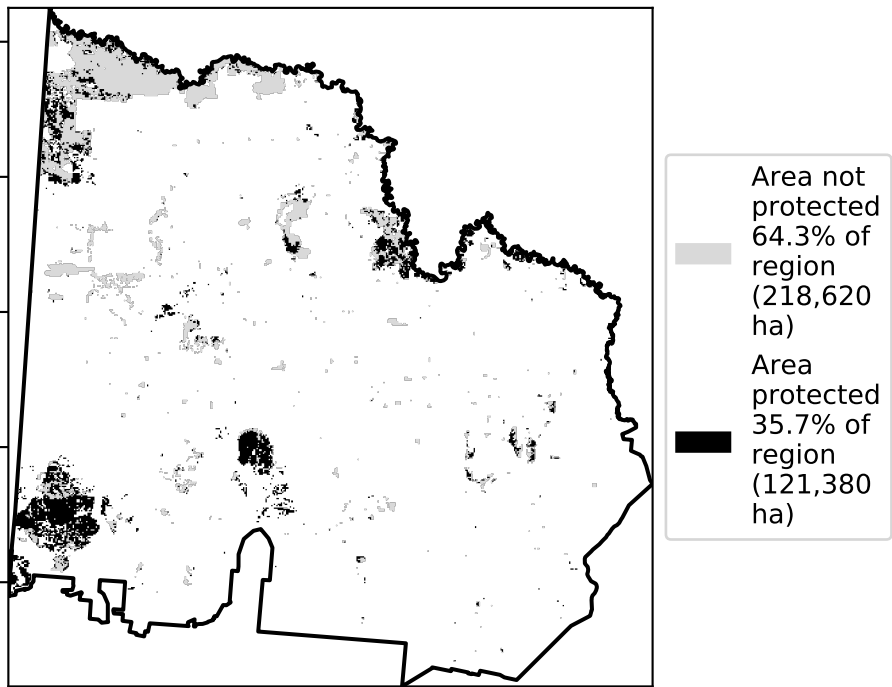 Area not
protected
64.3% of
region
(218,620
ha)
Area
protected
35.7% of
region
(121,380
ha)